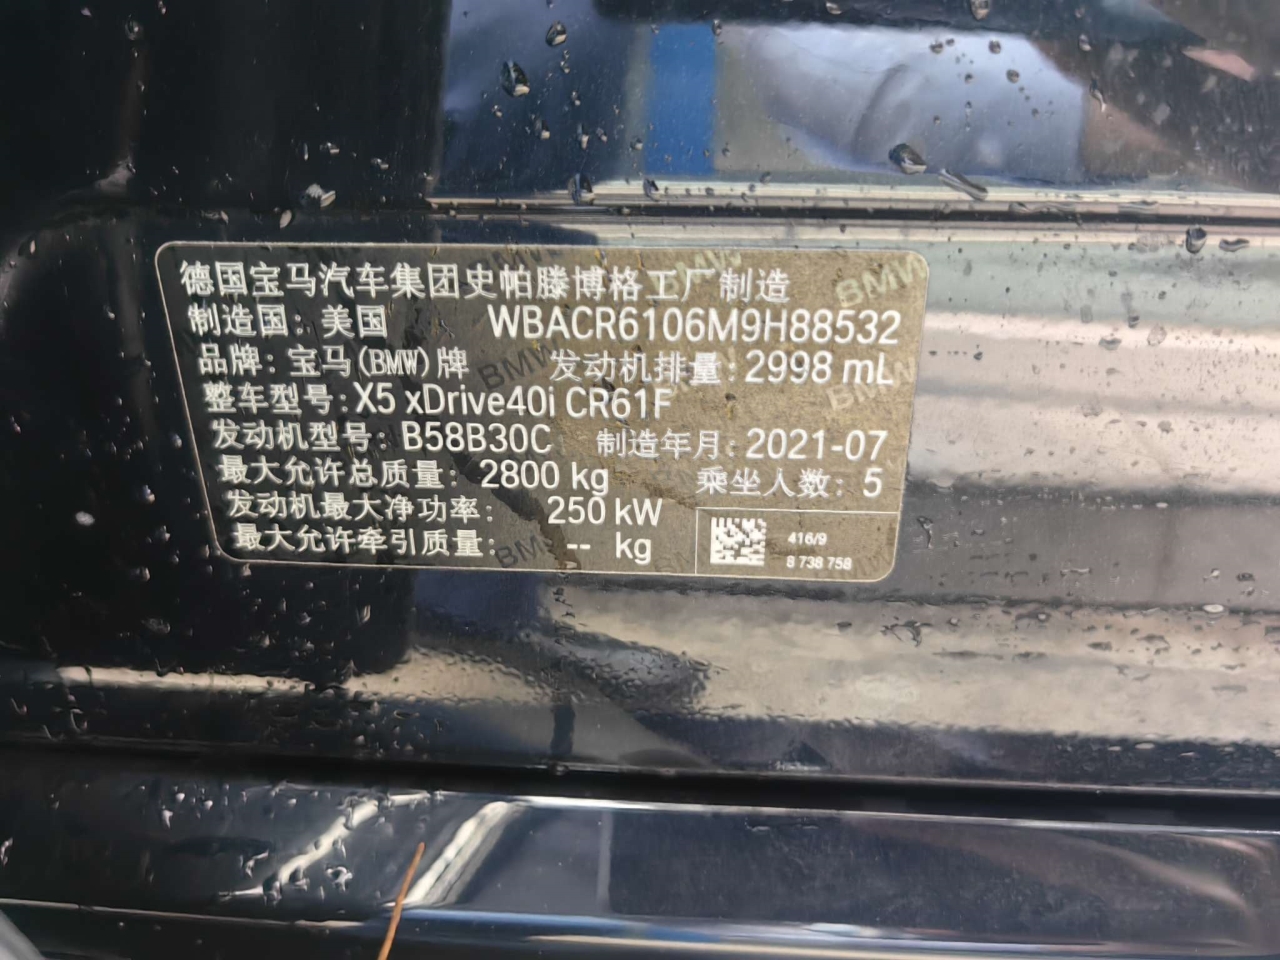 德国宝马汽车集团史帕滕博格工厂制造
制造国：美国 WBACR6106M9H88532
品牌：宝马(BMW)牌 发动机排量：2998 mL
整车型号：X5 xDrive40i CR61F
发动机型号：B58B30C 制造年月：2021-07
最大允许总质量：2800 kg 乘坐人数：5
发动机最大净功率：250 kW
最大允许牵引质量：-- kg
416/9
8 738 758